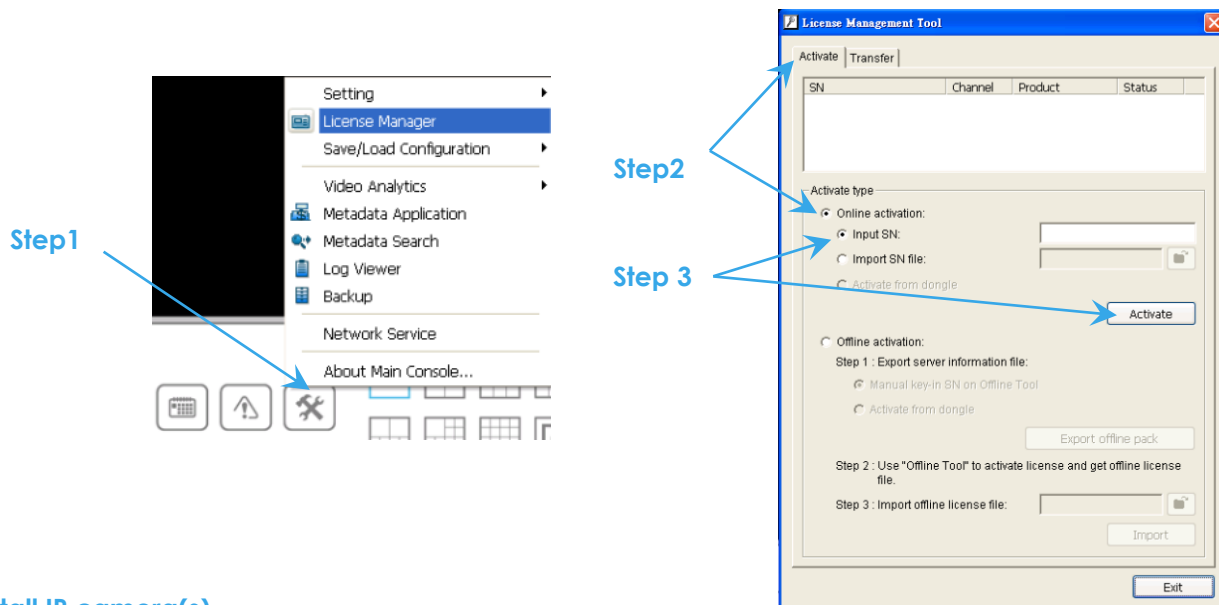 Step1
Setting
License Manager
Save/Load Configuration
Video Analytics
Metadata Application
Metadata Search
Log Viewer
Backup
Network Service
About Main Console...
Step2
Step 3
License Management Tool
Activate
Transfer
SN
Channel
Product
Status
Activate type
Online activation:
Input SN:
Import SN file:
Activate from dongle
Activate
Offline activation:
Step 1 : Export server information file:
Manual key-in SN on Offline Tool
Activate from dongle
Export offline pack
Step 2 : Use "Offline Tool" to activate license and get offline license
file.
Step 3 : Import offline license file:
Import
Exit
tall IP camera(s)